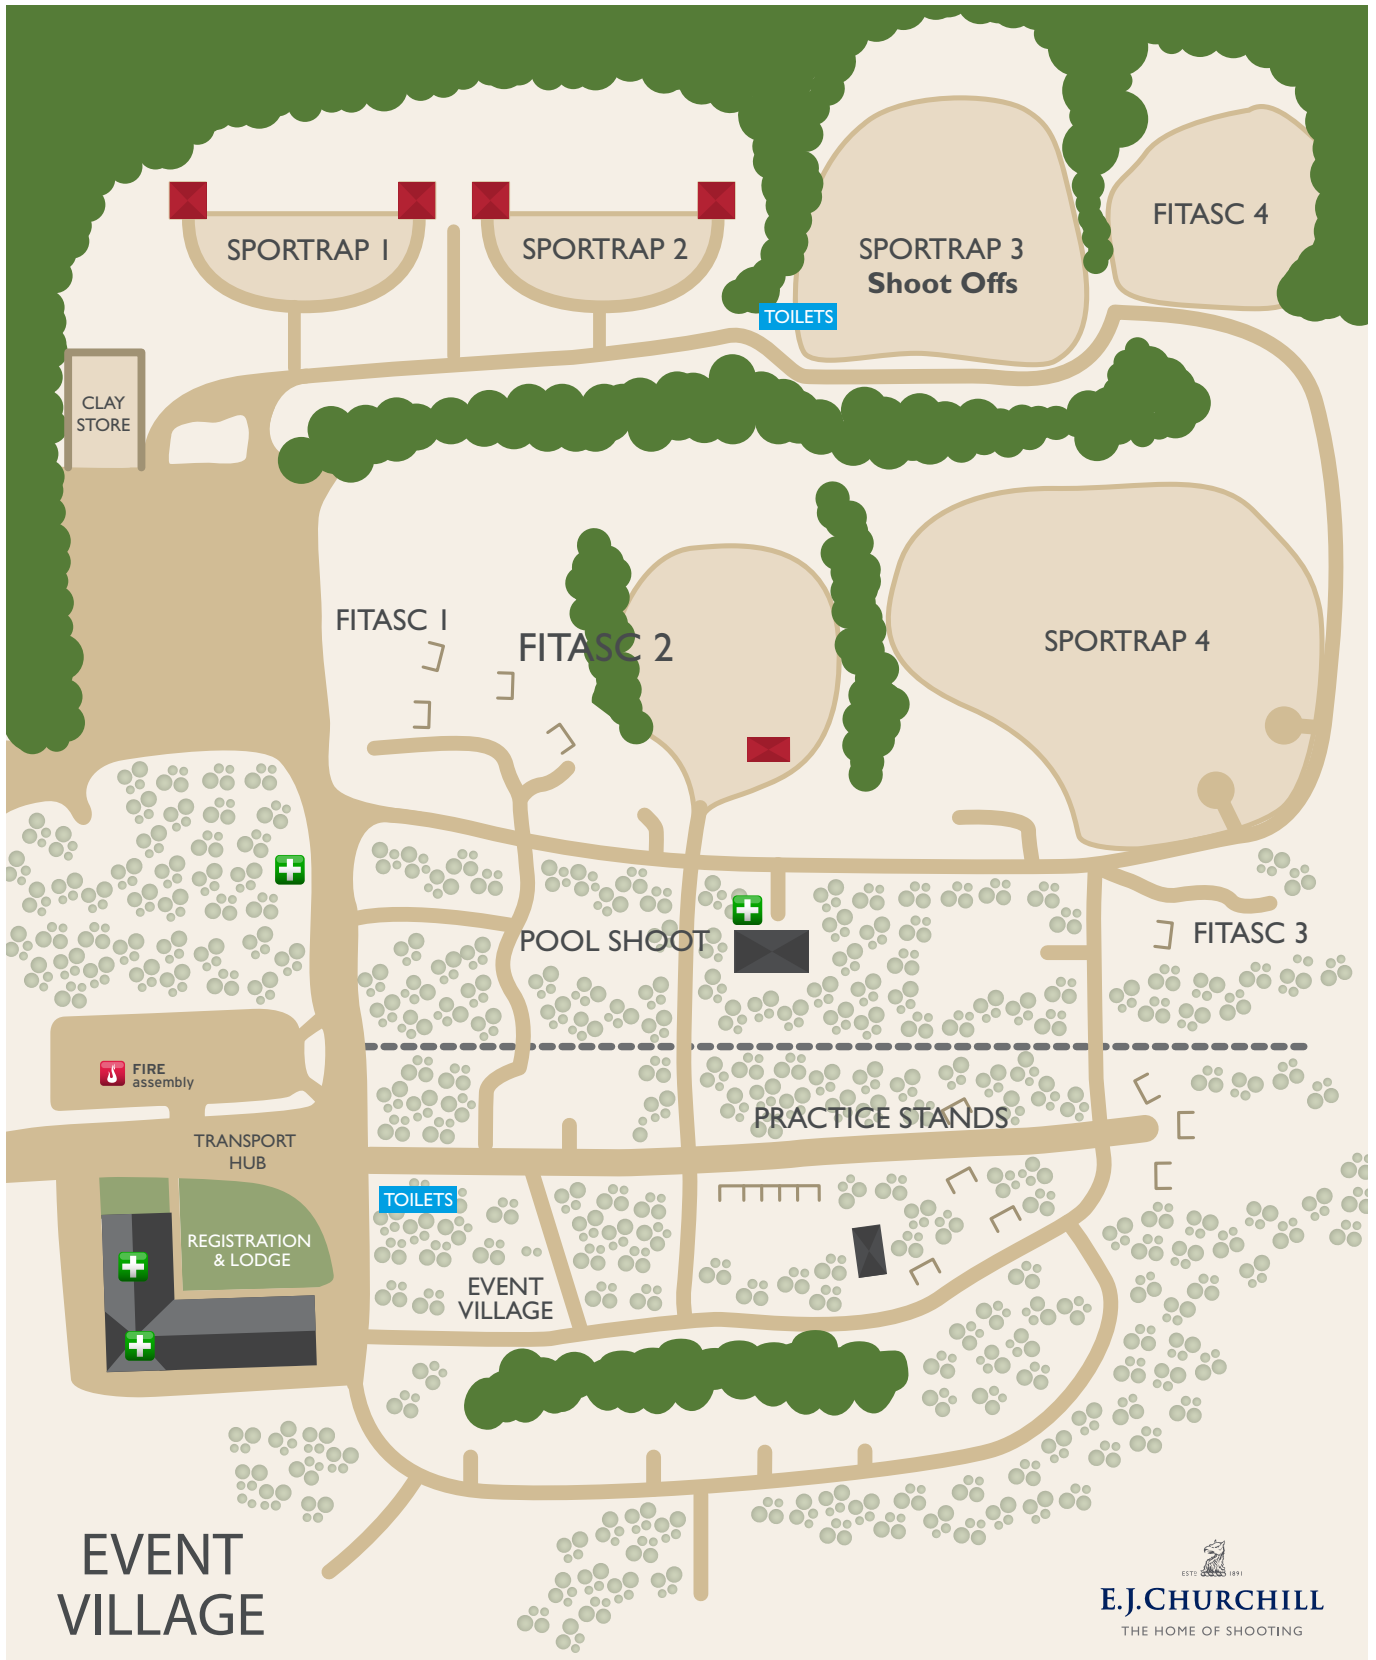 FITASC 4
SPORTRAP 1
SPORTRAP 2
SPORTRAP 3
Shoot Offs
TOILETS
CLAY
STORE
FITASC 1
FITASC 2
SPORTRAP 4
POOL SHOOT
FITASC 3
FIRE
assembly
PRACTICE STANDS
TRANSPORT
HUB
TOILETS
REGISTRATION
& LODGE
EVENT
VILLAGE
EVENT
VILLAGE
ESTD 1891
E.J.CHURCHILL
THE HOME OF SHOOTING